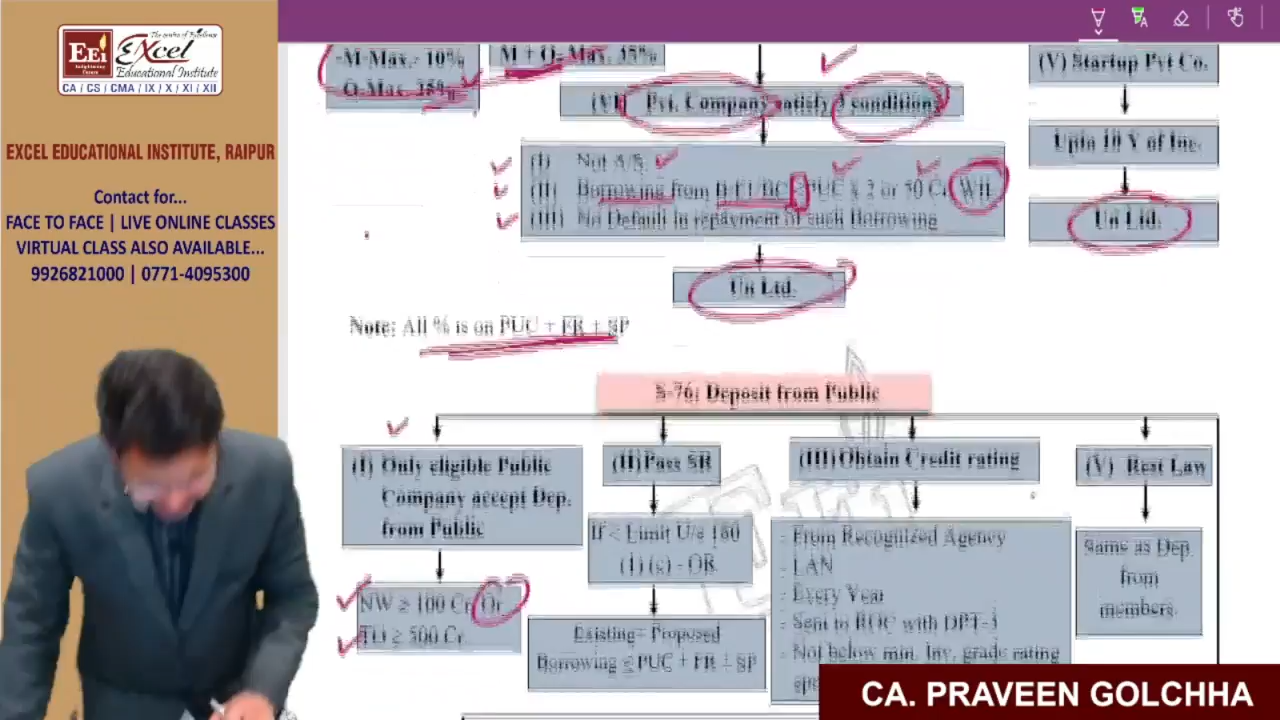 The centre of Excellence
EEi
Excel
Educational Institute
CA / CS / CMA / IX / X / XI / XII
EXCEL EDUCATIONAL INSTITUTE, RAIPUR
Contact for...
FACE TO FACE | LIVE ONLINE CLASSES
VIRTUAL CLASS ALSO AVAILABLE...
9926821000 | 0771-4095300
-M-Max.- 10%
O-Max.
M + O- Max. 35%
(V) Startup Pvt Co.
Upto 10 Y of Inc.
Un Ltd.
Pvt. Company satisfy 3 conditions
(I) Not A/S.
(II) Borrowing from PUC x 2 or 50 Cr. WIL
(III) No Default in repayment of such Borrowing
Un Ltd.
Note: All % is on PUC + FR + SP
S-76: Deposit from Public
(I) Only eligible Public
Company accept Dep.
from Public
NW ≥ 100 Cr. Or
TO ≥ 500 Cr.
(II) Pass SR
If < Limit U/s 180
(1) (c) - OR
Existing+ Proposed
Borrowing ≤ PUC + FR + SP
(III) Obtain Credit rating
- From Recognized Agency
- LAN
- Every Year
- Sent to ROC with DPT-3
- Not below min. Inv. grade rating
(V) Rest Law
Same as Dep.
from
members.
CA. PRAVEEN GOLCHHA